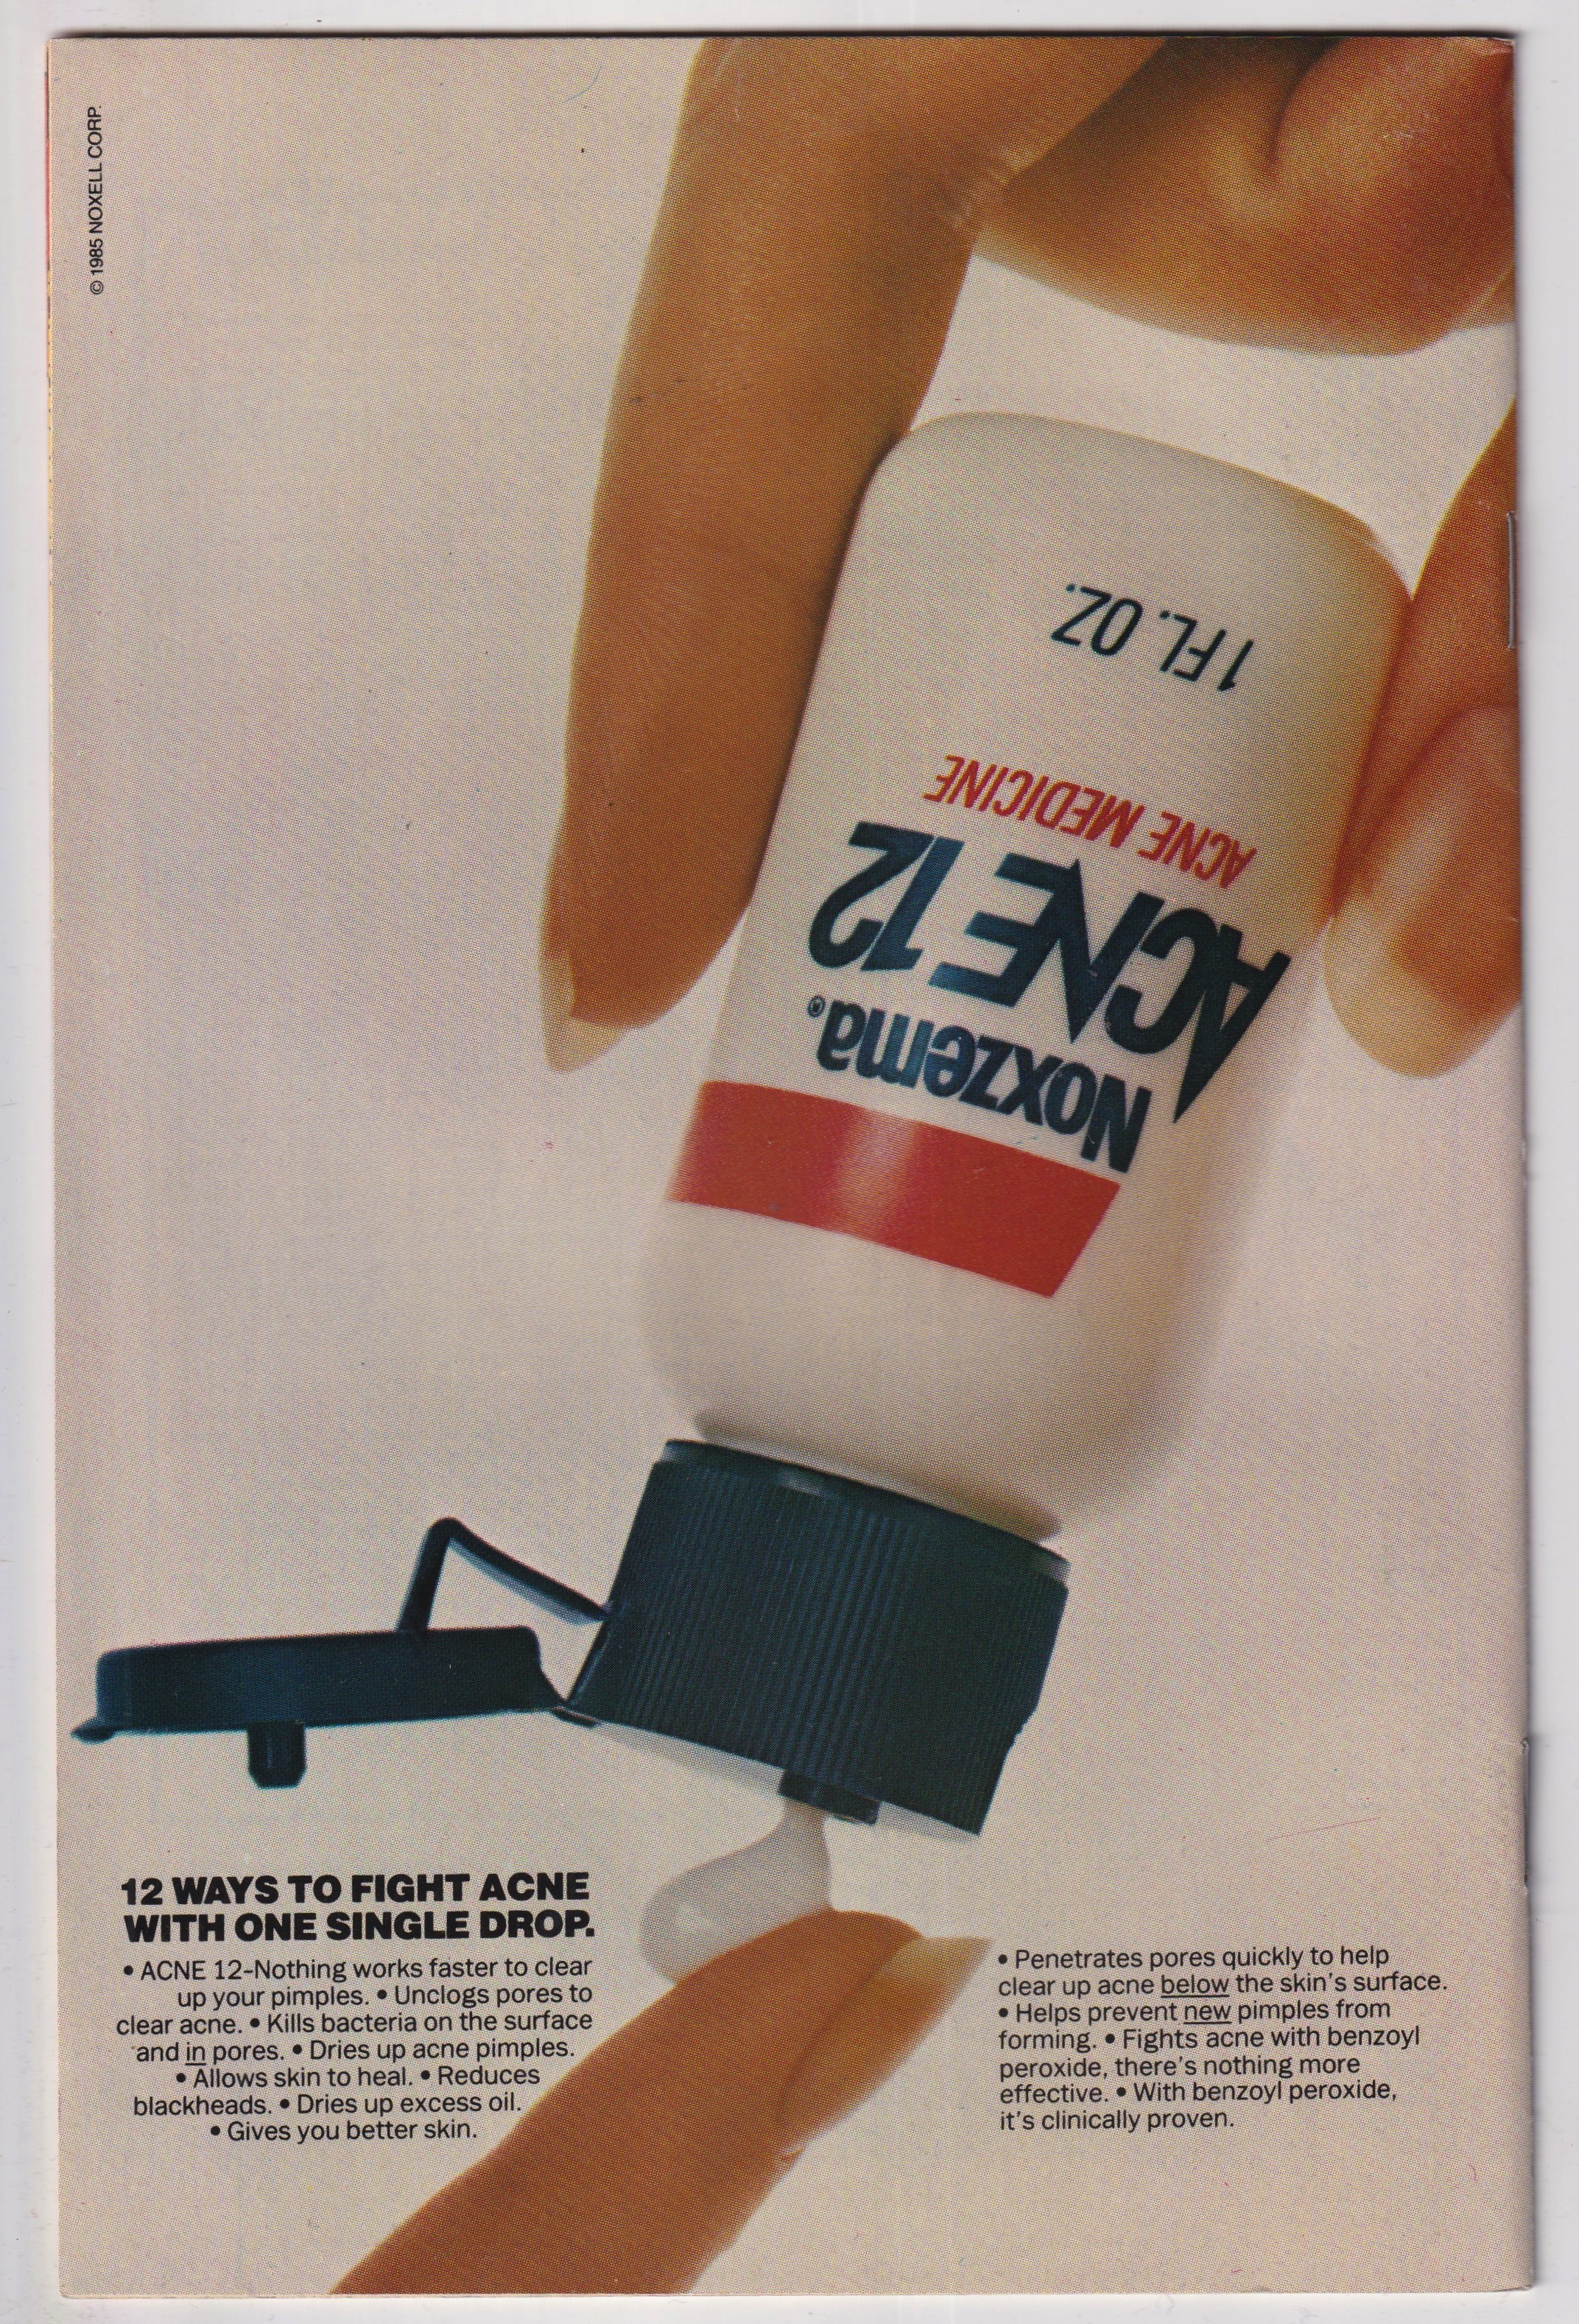 © 1985 NOXELL CORP.
1 FL. OZ.
ACNE MEDICINE
ACNE 12
Noxzema®
12 WAYS TO FIGHT ACNE
WITH ONE SINGLE DROP.
• ACNE 12-Nothing works faster to clear
up your pimples. • Unclogs pores to
clear acne. • Kills bacteria on the surface
and in pores. • Dries up acne pimples.
• Allows skin to heal. • Reduces
blackheads. • Dries up excess oil.
• Gives you better skin.
• Penetrates pores quickly to help
clear up acne below the skin's surface.
• Helps prevent new pimples from
forming. • Fights acne with benzoyl
peroxide, there's nothing more
effective. • With benzoyl peroxide,
it's clinically proven.